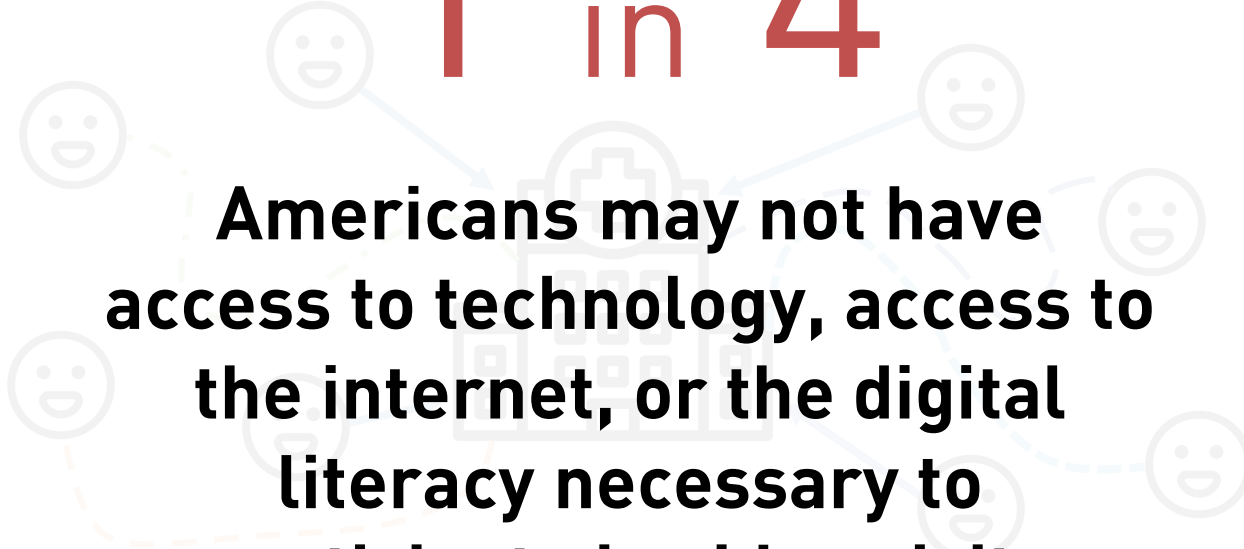 1 in 4
Americans may not have
access to technology, access to
the internet, or the digital
literacy necessary to